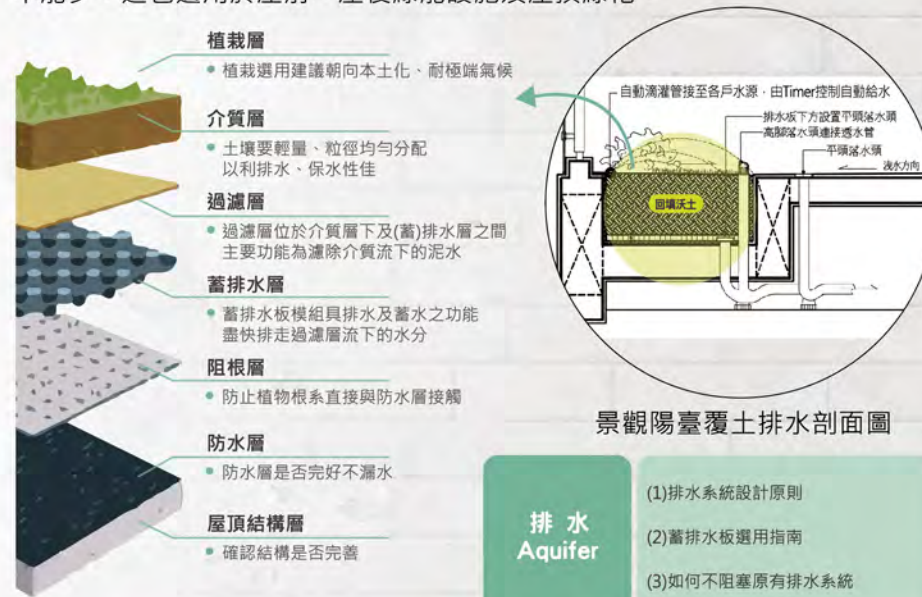 植栽層
• 植栽選用建議朝向本土化、耐極端氣候
介質層
• 土壤要輕量、粒徑均勻分配
以利排水、保水性佳
過濾層
• 過濾層位於介質層下及(蓄)排水層之間
主要功能為濾除介質流下的泥水
蓄排水層
• 蓄排水板模組具排水及蓄水之功能
盡快排走過濾層流下的水分
阻根層
• 防止植物根系直接與防水層接觸
防水層
• 防水層是否完好不漏水
屋頂結構層
• 確認結構是否完善
自動滴灌管接至各戶水源，由Timer控制自動給水
排水板下方設置平頭落水頭
高腳落水頭連接透水管
平頭落水頭
洩水方向
回填沃土
景觀陽臺覆土排水剖面圖
排 水
Aquifer
(1)排水系統設計原則
(2)蓄排水板選用指南
(3)如何不阻塞原有排水系統